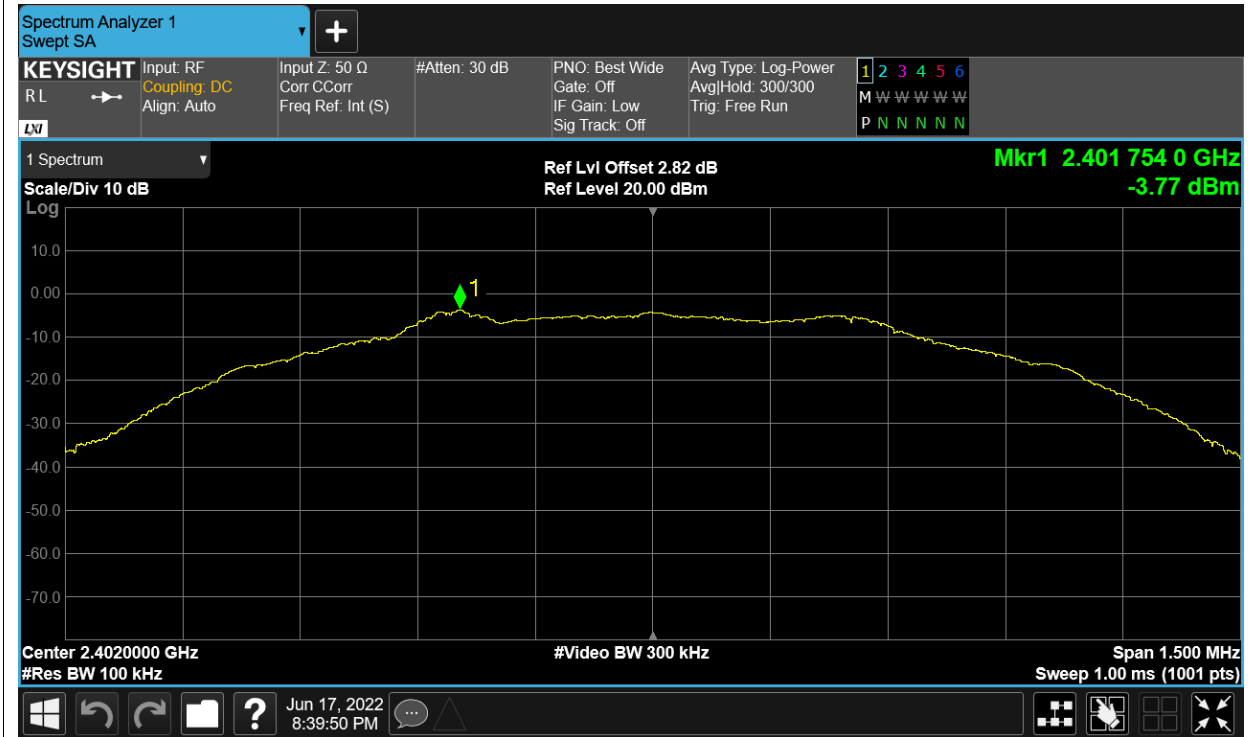 Spectrum Analyzer 1
Swept SA
+
KEYSIGHT
R L
LXI
Input: RF
Coupling: DC
Align: Auto
Input Z: 50 Ω
Corr CCorr
Freq Ref: Int (S)
#Atten: 30 dB
PNO: Best Wide
Gate: Off
IF Gain: Low
Sig Track: Off
Avg Type: Log-Power
Avg|Hold: 300/300
Trig: Free Run
1 2 3 4 5 6
M W W W W W
P N N N N N
1 Spectrum
Scale/Div 10 dB
Log
Ref Lvl Offset 2.82 dB
Ref Level 20.00 dBm
Mkr1 2.401 754 0 GHz
-3.77 dBm
10.0
0.00
-10.0
-20.0
-30.0
-40.0
-50.0
-60.0
-70.0
1
Center 2.4020000 GHz
#Res BW 100 kHz
#Video BW 300 kHz
Span 1.500 MHz
Sweep 1.00 ms (1001 pts)
?
Jun 17, 2022
8:39:50 PM